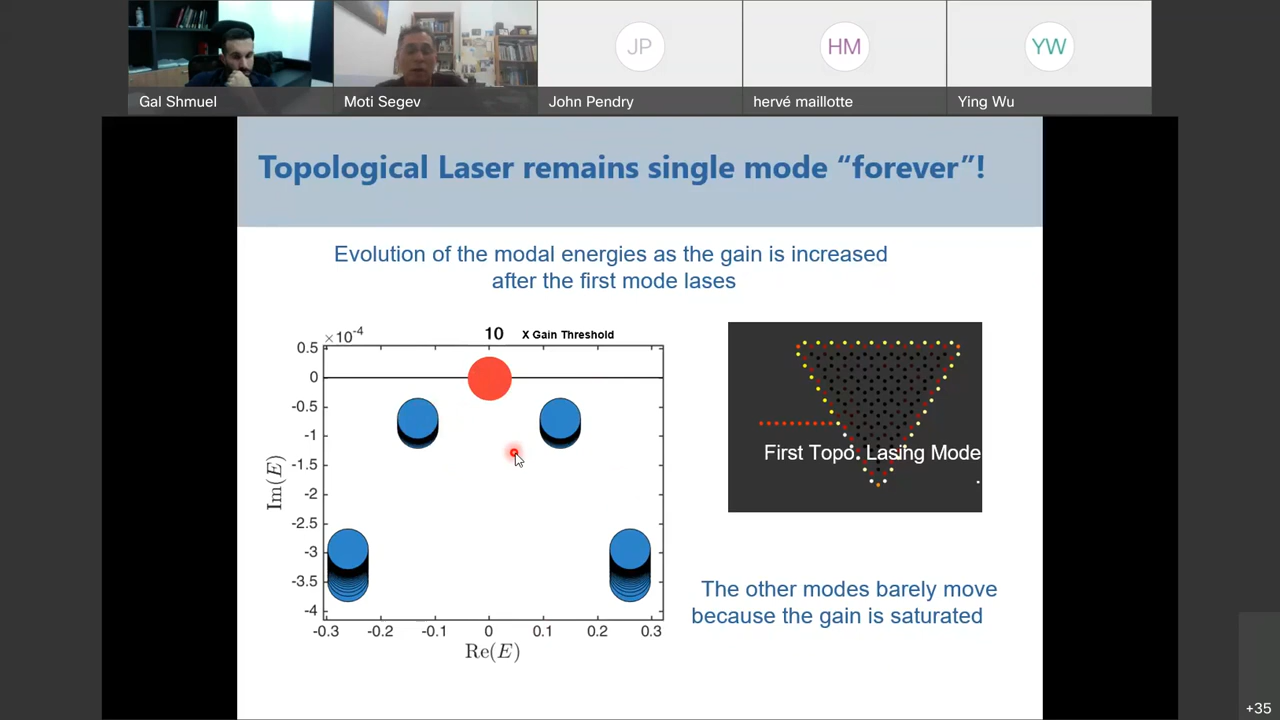 JP
HM
YW
Gal Shmuel
Moti Segev
John Pendry
hervé maillotte
Ying Wu
Topological Laser remains single mode “forever”!
Evolution of the modal energies as the gain is increased
after the first mode lases
×10⁻⁴
10 X Gain Threshold
0.5
0
-0.5
-1
-1.5
-2
-2.5
-3
-3.5
-4
Im(E)
-0.3 -0.2 -0.1 0 0.1 0.2 0.3
Re(E)
First Topo. Lasing Mode
The other modes barely move
because the gain is saturated
+35